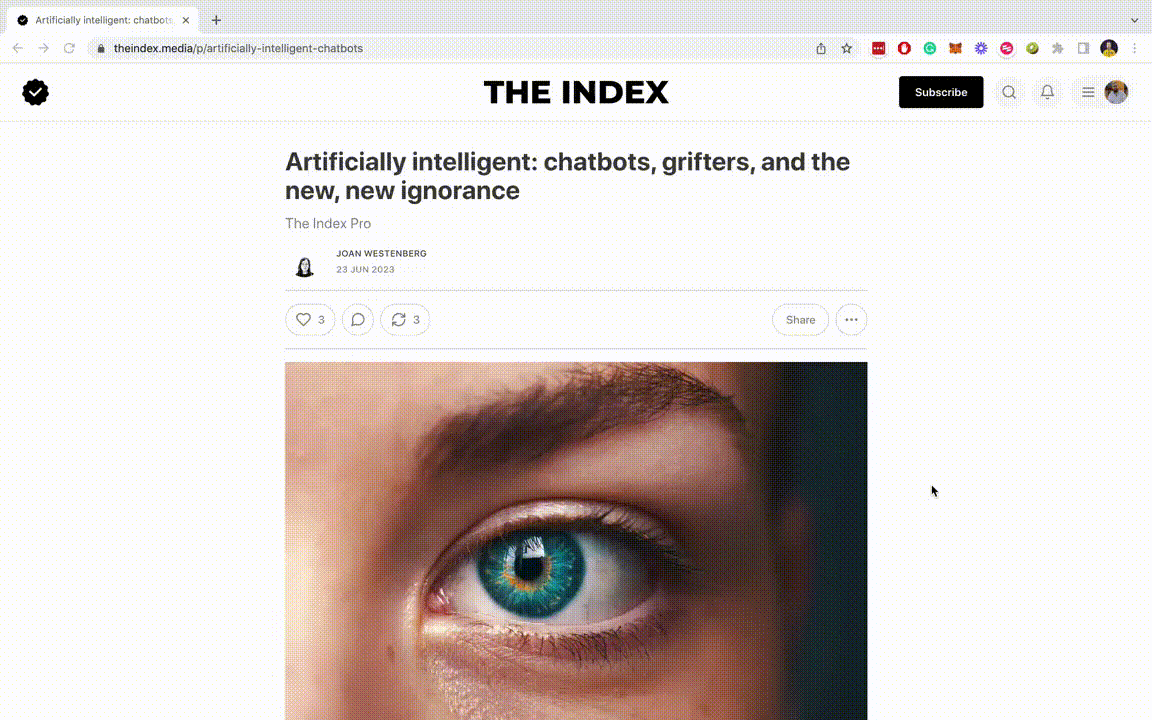 Artificially intelligent: chatbots
theindex.media/p/artificially-intelligent-chatbots
THE INDEX
Subscribe
Artificially intelligent: chatbots, grifters, and the
new, new ignorance
The Index Pro
JOAN WESTENBERG
23 JUN 2023
3
3
Share